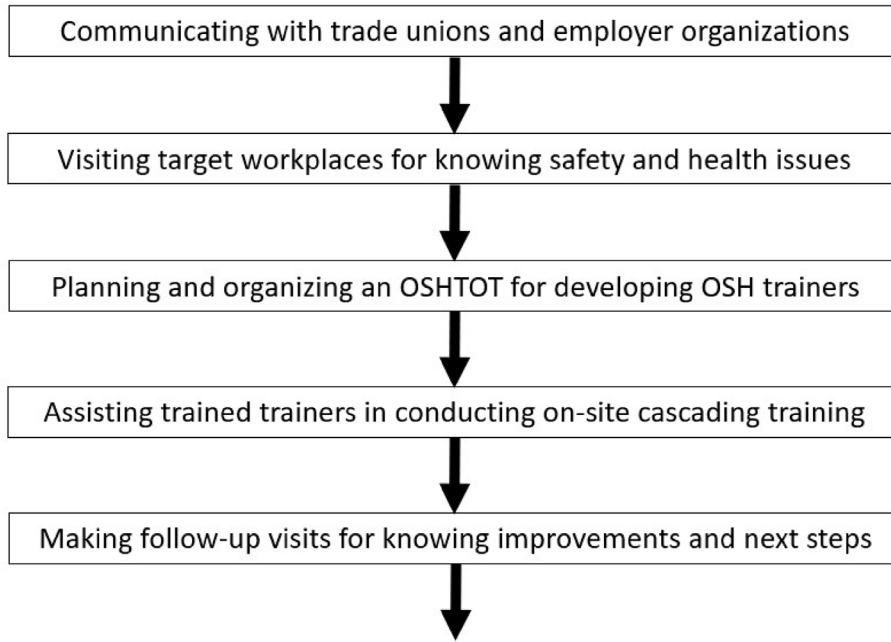 Communicating with trade unions and employer organizations
Visiting target workplaces for knowing safety and health issues
Planning and organizing an OSHTOT for developing OSH trainers
Assisting trained trainers in conducting on-site cascading training
Making follow-up visits for knowing improvements and next steps